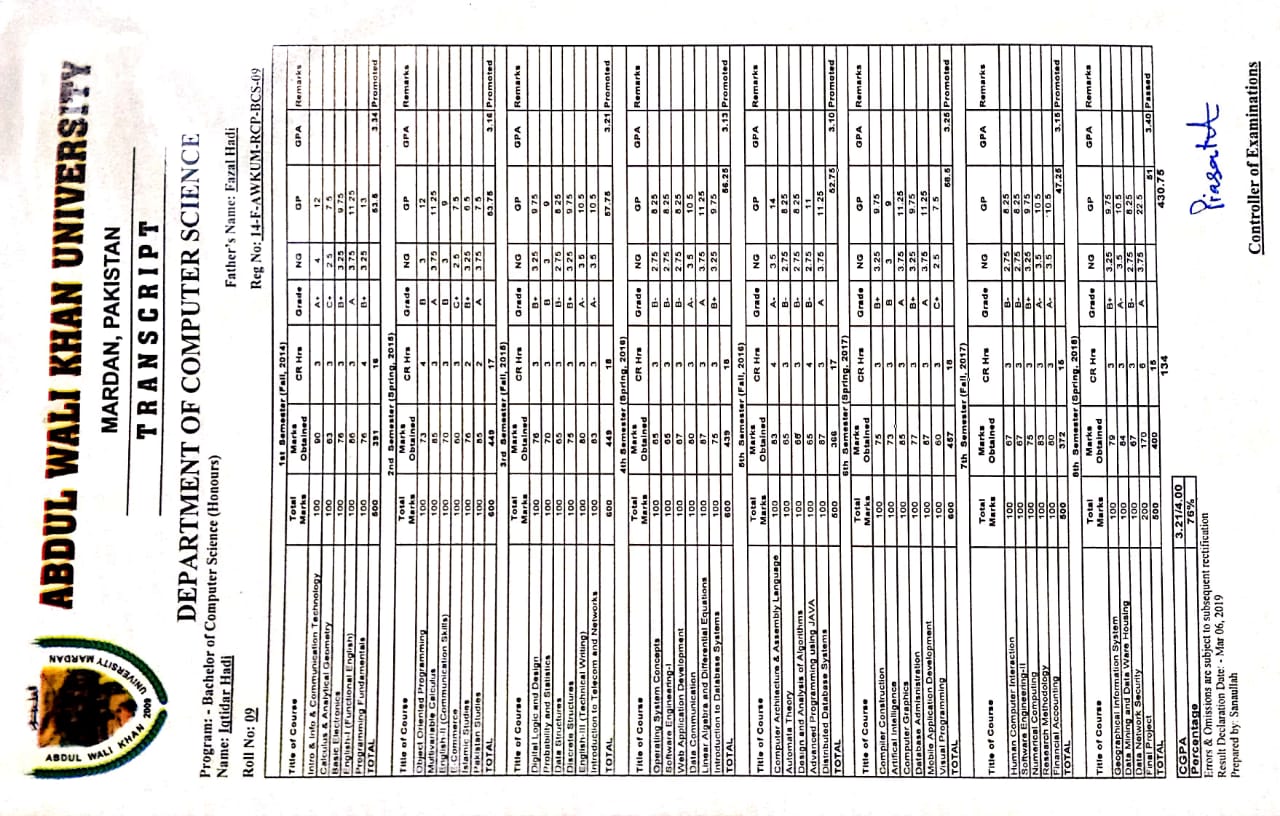 ABDUL WALI KHAN UNIVERSITY
MARDAN, PAKISTAN
TRANSCRIPT
UNIVERSITY MARDAN
ABDUL WALI KHAN 2009
DEPARTMENT OF COMPUTER SCIENCE
Program: - Bachelor of Computer Science (Honours)
Name: Iqtidar Hadi Father's Name: Fazal Hadi
Roll No: 09 Reg No: 14-F-AWKUM-RCP-BCS-09
1st Semester (Fall, 2014)
Title of Course Total Marks Marks Obtained CR Hrs Grade NG GP GPA Remarks
Intro & Info & Communication Technology 100 90 3 A+ 4 12
Calculus & Analytical Geometry 100 63 3 C+ 2.5 7.5
Basic Electronics 100 76 3 B+ 3.25 9.75
English-I (Functional English) 100 86 3 A 3.75 11.25
Programing Fundamentals 100 76 4 B+ 3.25 13
TOTAL 500 391 16 53.5 3.34 Promoted
2nd Semester (Spring, 2015)
Title of Course Total Marks Marks Obtained CR Hrs Grade NG GP GPA Remarks
Object Oriented Programming 100 73 4 B 3 12
Multivariable Calculus 100 85 3 A 3.75 11.25
English-II (Communication Skills) 100 70 3 B 3 9
E-Commerce 100 60 3 C+ 2.5 7.5
Islamic Studies 100 76 2 B+ 3.25 6.5
Pakistan Studies 100 85 2 A 3.75 7.5
TOTAL 600 449 17 53.75 3.16 Promoted
3rd Semester (Fall, 2015)
Title of Course Total Marks Marks Obtained CR Hrs Grade NG GP GPA Remarks
Digital Logic and Design 100 76 3 B+ 3.25 9.75
Probability and Statistics 100 70 3 B 3 9
Data Structures 100 65 3 B- 2.75 8.25
Discrete Structures 100 75 3 B+ 3.25 9.75
English-III (Technical Writing) 100 80 3 A- 3.5 10.5
Introduction to Telecom and Networks 100 83 3 A- 3.5 10.5
TOTAL 600 449 18 57.75 3.21 Promoted
4th Semester (Spring, 2016)
Title of Course Total Marks Marks Obtained CR Hrs Grade NG GP GPA Remarks
Operating System Concepts 100 65 3 B- 2.75 8.25
Software Engineering-I 100 65 3 B- 2.75 8.25
Web Application Development 100 67 3 B- 2.75 8.25
Data Communication 100 80 3 A- 3.5 10.5
Linear Algebra and Differential Equations 100 87 3 A 3.75 11.25
Introduction to Database Systems 100 75 3 B+ 3.25 9.75
TOTAL 600 439 18 56.25 3.13 Promoted
5th Semester (Fall, 2016)
Title of Course Total Marks Marks Obtained CR Hrs Grade NG GP GPA Remarks
Computer Architecture & Assembly Language 100 83 4 A- 3.5 14
Automata Theory 100 65 3 B- 2.75 8.25
Design and Analysis of Algorithms 100 66 3 B- 2.75 8.25
Advanced Programming using JAVA 100 65 4 B- 2.75 11
Distributed Database Systems 100 87 3 A 3.75 11.25
TOTAL 500 366 17 52.75 3.10 Promoted
6th Semester (Spring, 2017)
Title of Course Total Marks Marks Obtained CR Hrs Grade NG GP GPA Remarks
Compiler Construction 100 75 3 B+ 3.25 9.75
Artifical Intelligence 100 73 3 B 3 9
Computer Graphics 100 85 3 A 3.75 11.25
Database Administration 100 77 3 B+ 3.25 9.75
Mobile Application Development 100 87 3 A 3.75 11.25
Visual Programming 100 60 3 C+ 2.5 7.5
TOTAL 600 457 18 58.5 3.25 Promoted
7th Semester (Fall, 2017)
Title of Course Total Marks Marks Obtained CR Hrs Grade NG GP GPA Remarks
Human Computer Interaction 100 67 3 B- 2.75 8.25
Software Engineering-II 100 67 3 B- 2.75 8.25
Numerical Computing 100 75 3 B+ 3.25 9.75
Research Methodology 100 83 3 A- 3.5 10.5
Financial Accounting 100 80 3 A- 3.5 10.5
TOTAL 500 372 15 47.25 3.15 Promoted
8th Semester (Spring, 2018)
Title of Course Total Marks Marks Obtained CR Hrs Grade NG GP GPA Remarks
Geographical Information System 100 79 3 B+ 3.25 9.75
Data Mining and Data Ware Housing 100 84 3 A- 3.5 10.5
Data Network Security 100 67 3 B- 2.75 8.25
Final Project 200 170 6 A 3.75 22.5
TOTAL 500 400 15 51 3.40 Passed
134 430.75
CGPA 3.21/4.00
Percentage 76%
Errors & Omissions are subject to subsequent rectification
Result Declaration Date: - Mar 06, 2019
Prepared by: Sanaullah
Controller of Examinations